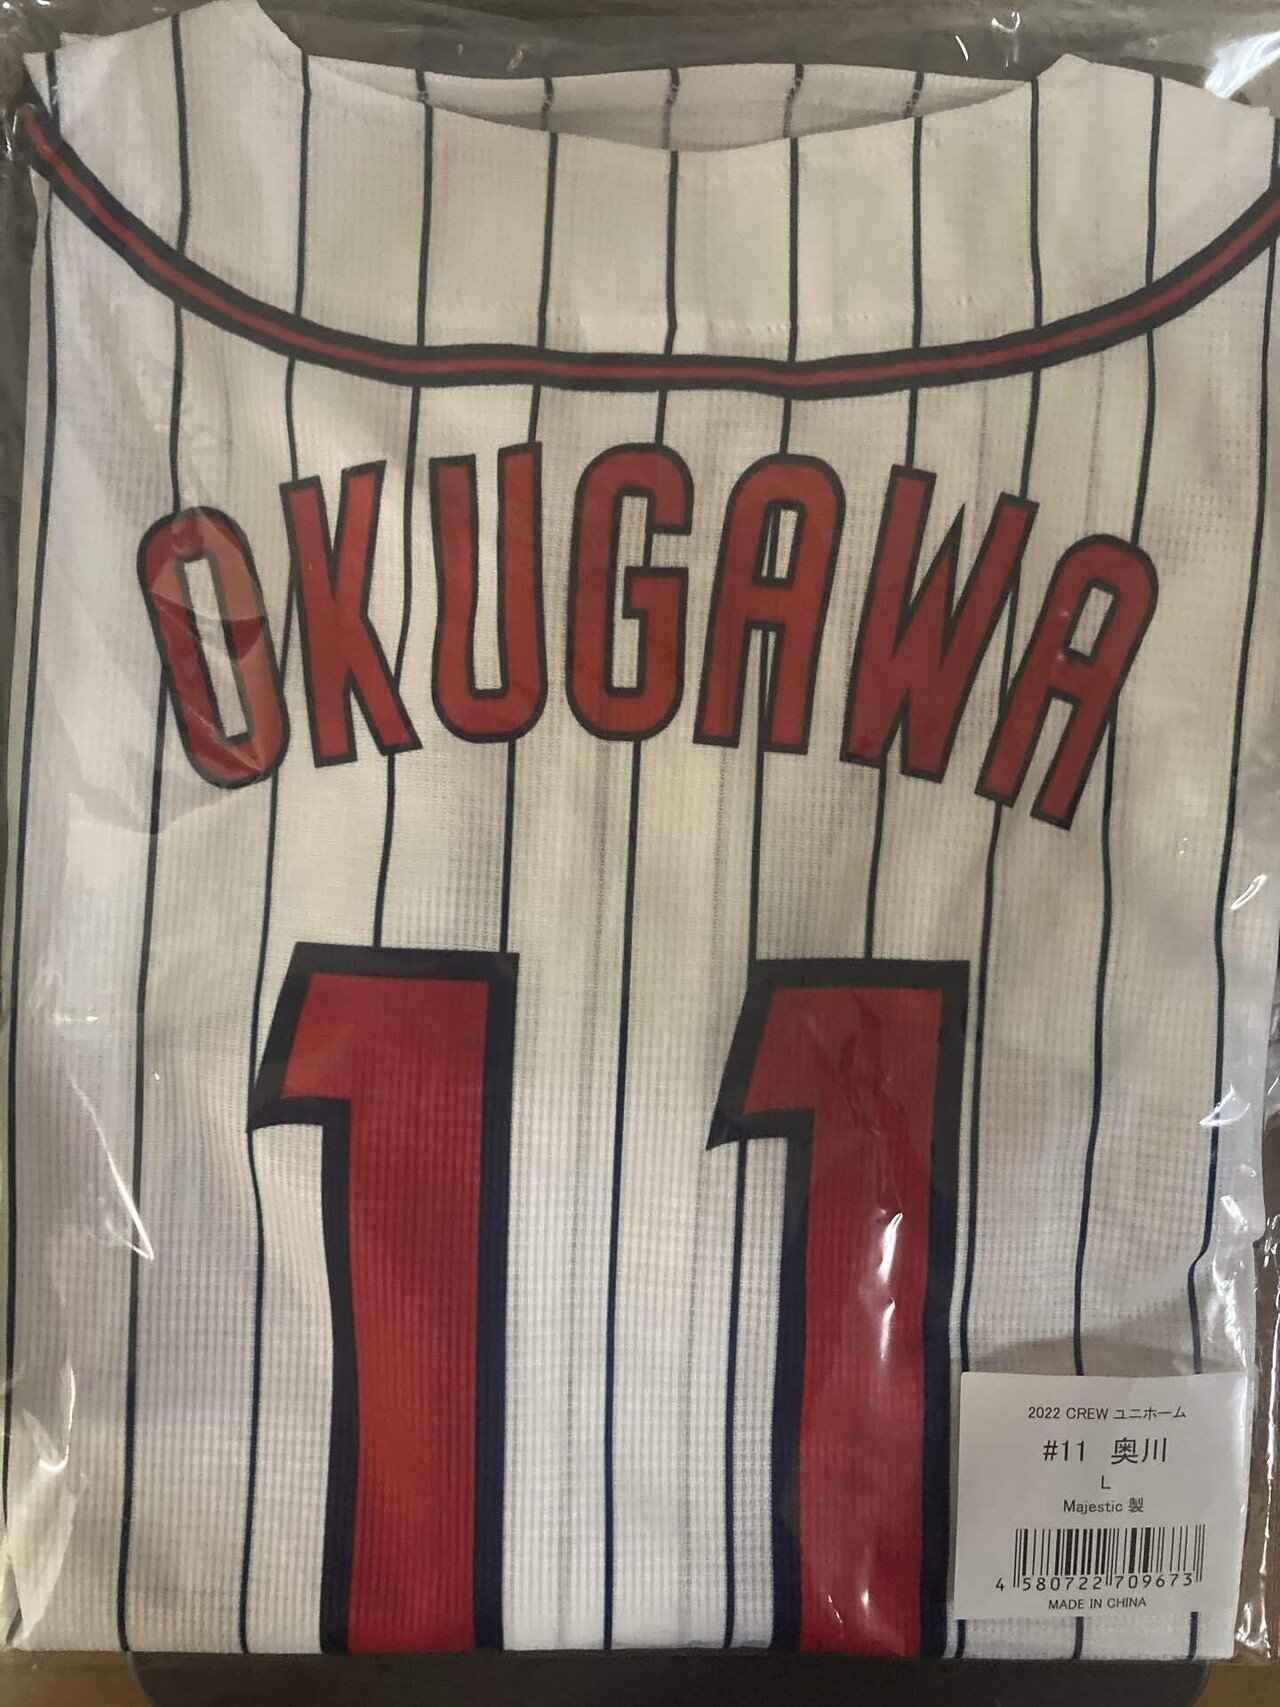 OKUGAWA
11
2022 CREW ユニホーム
#11 奥川
L
Majestic 製
4 580722 709673
MADE IN CHINA